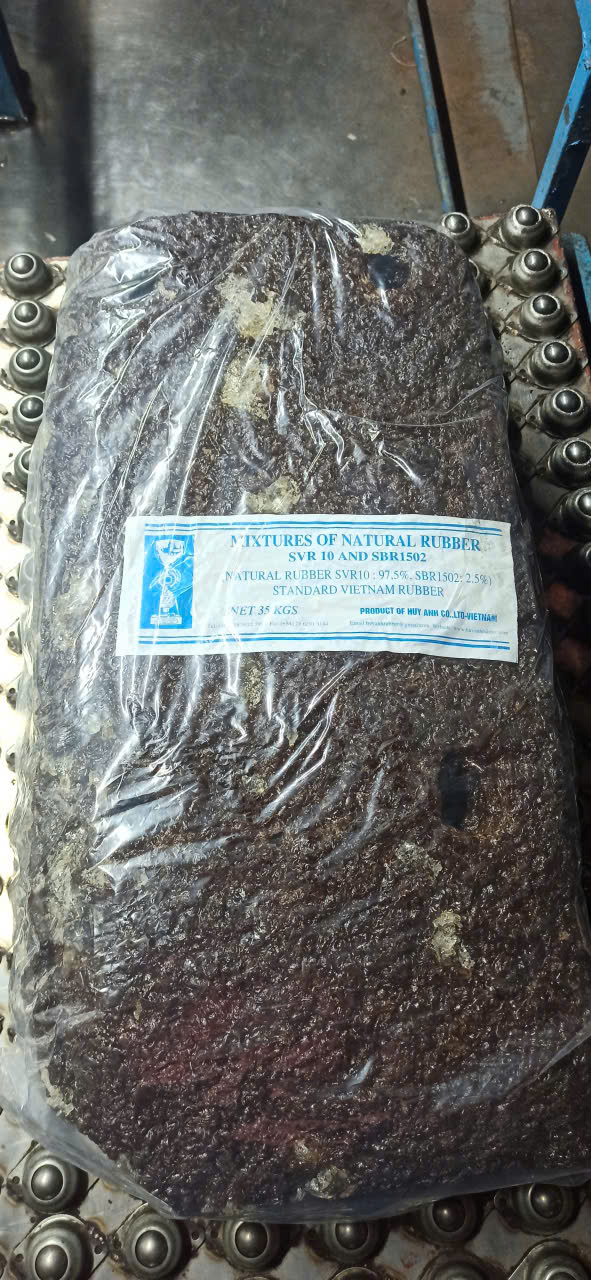 MIXTURES OF NATURAL RUBBER
SVR 10 AND SBR1502
NATURAL RUBBER SVR10 : 97.5%, SBR1502: 2.5%)
STANDARD VIETNAM RUBBER
NET 35 KGS
PRODUCT OF HUY ANH CO.,LTD-VIETNAM